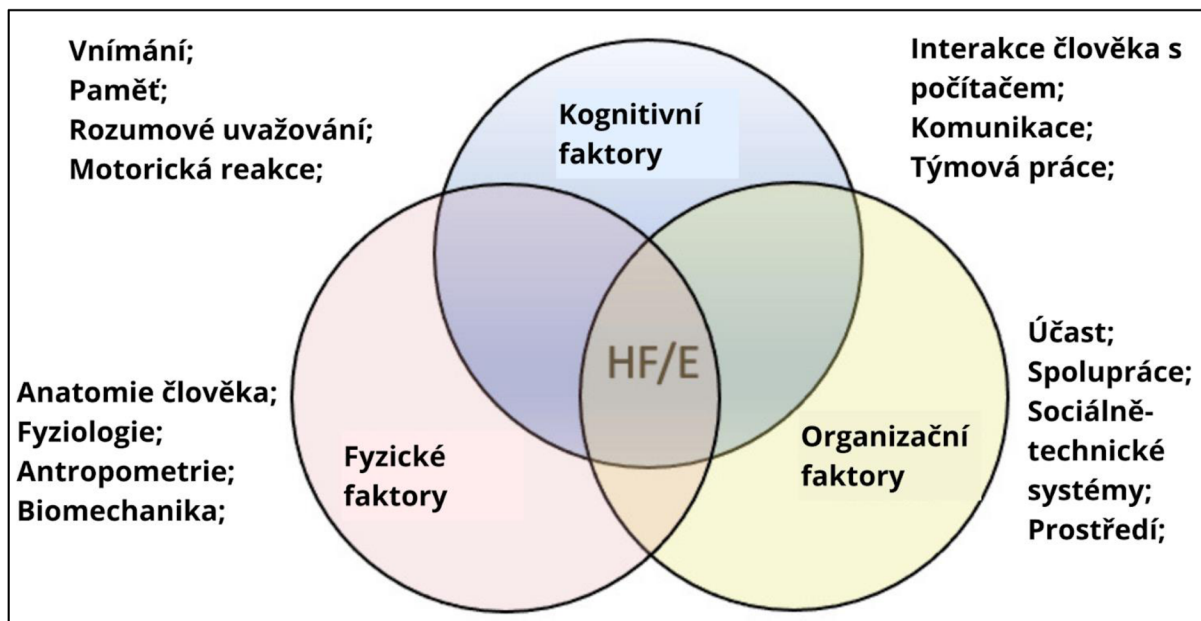 Vnímání;
Paměť;
Rozumové uvažování;
Motorická reakce;
Kognitivní
faktory
Interakce člověka s
počítačem;
Komunikace;
Týmová práce;
Anatomie člověka;
Fyziologie;
Antropometrie;
Biomechanika;
Fyzické
faktory
HF/E
Organizační
faktory
Účast;
Spolupráce;
Sociálně-
technické
systémy;
Prostředí;